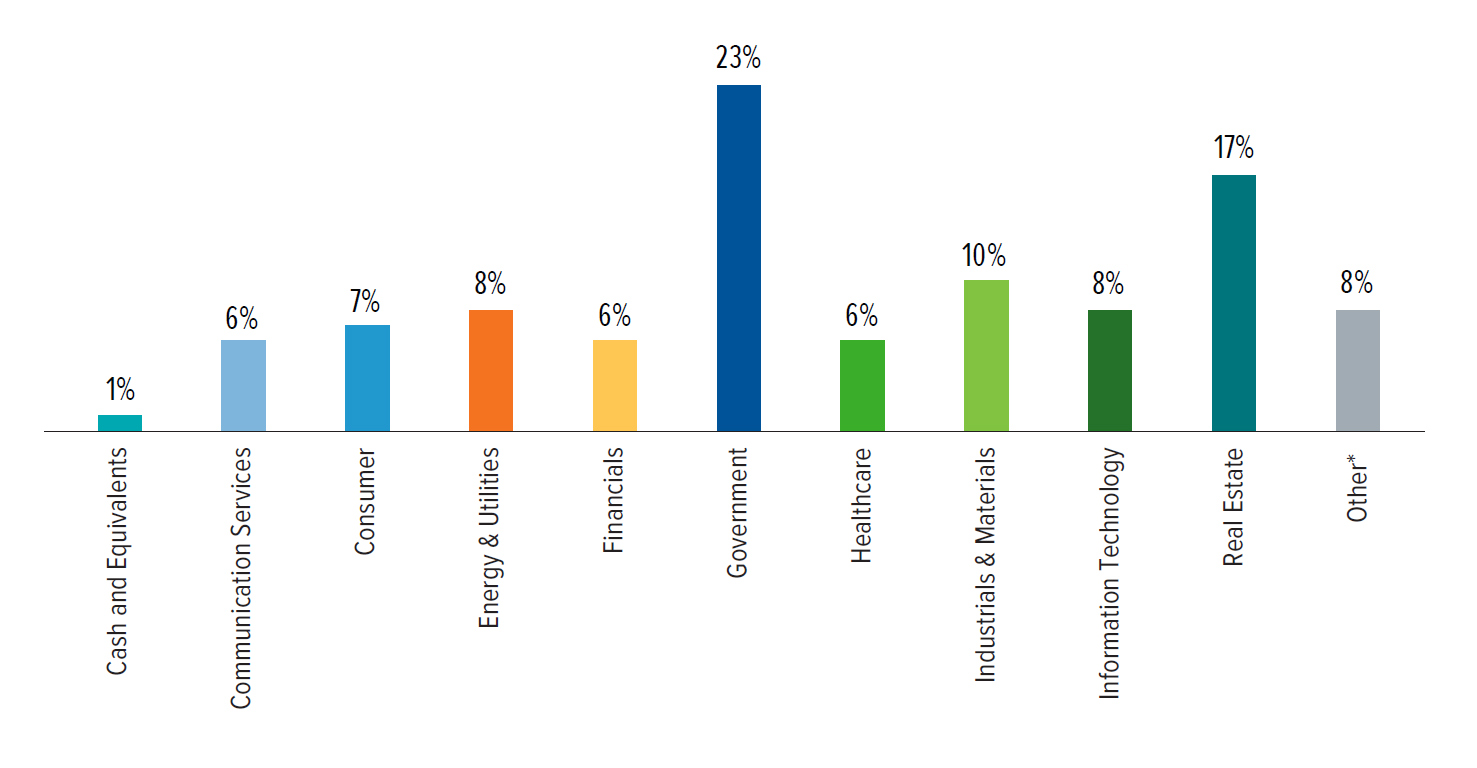 23%
17%
10%
8%
8%
8%
7%
6%
6%
6%
1%
Cash and Equivalents
Communication Services
Consumer
Energy & Utilities
Financials
Government
Healthcare
Industrials & Materials
Information Technology
Real Estate
Other*